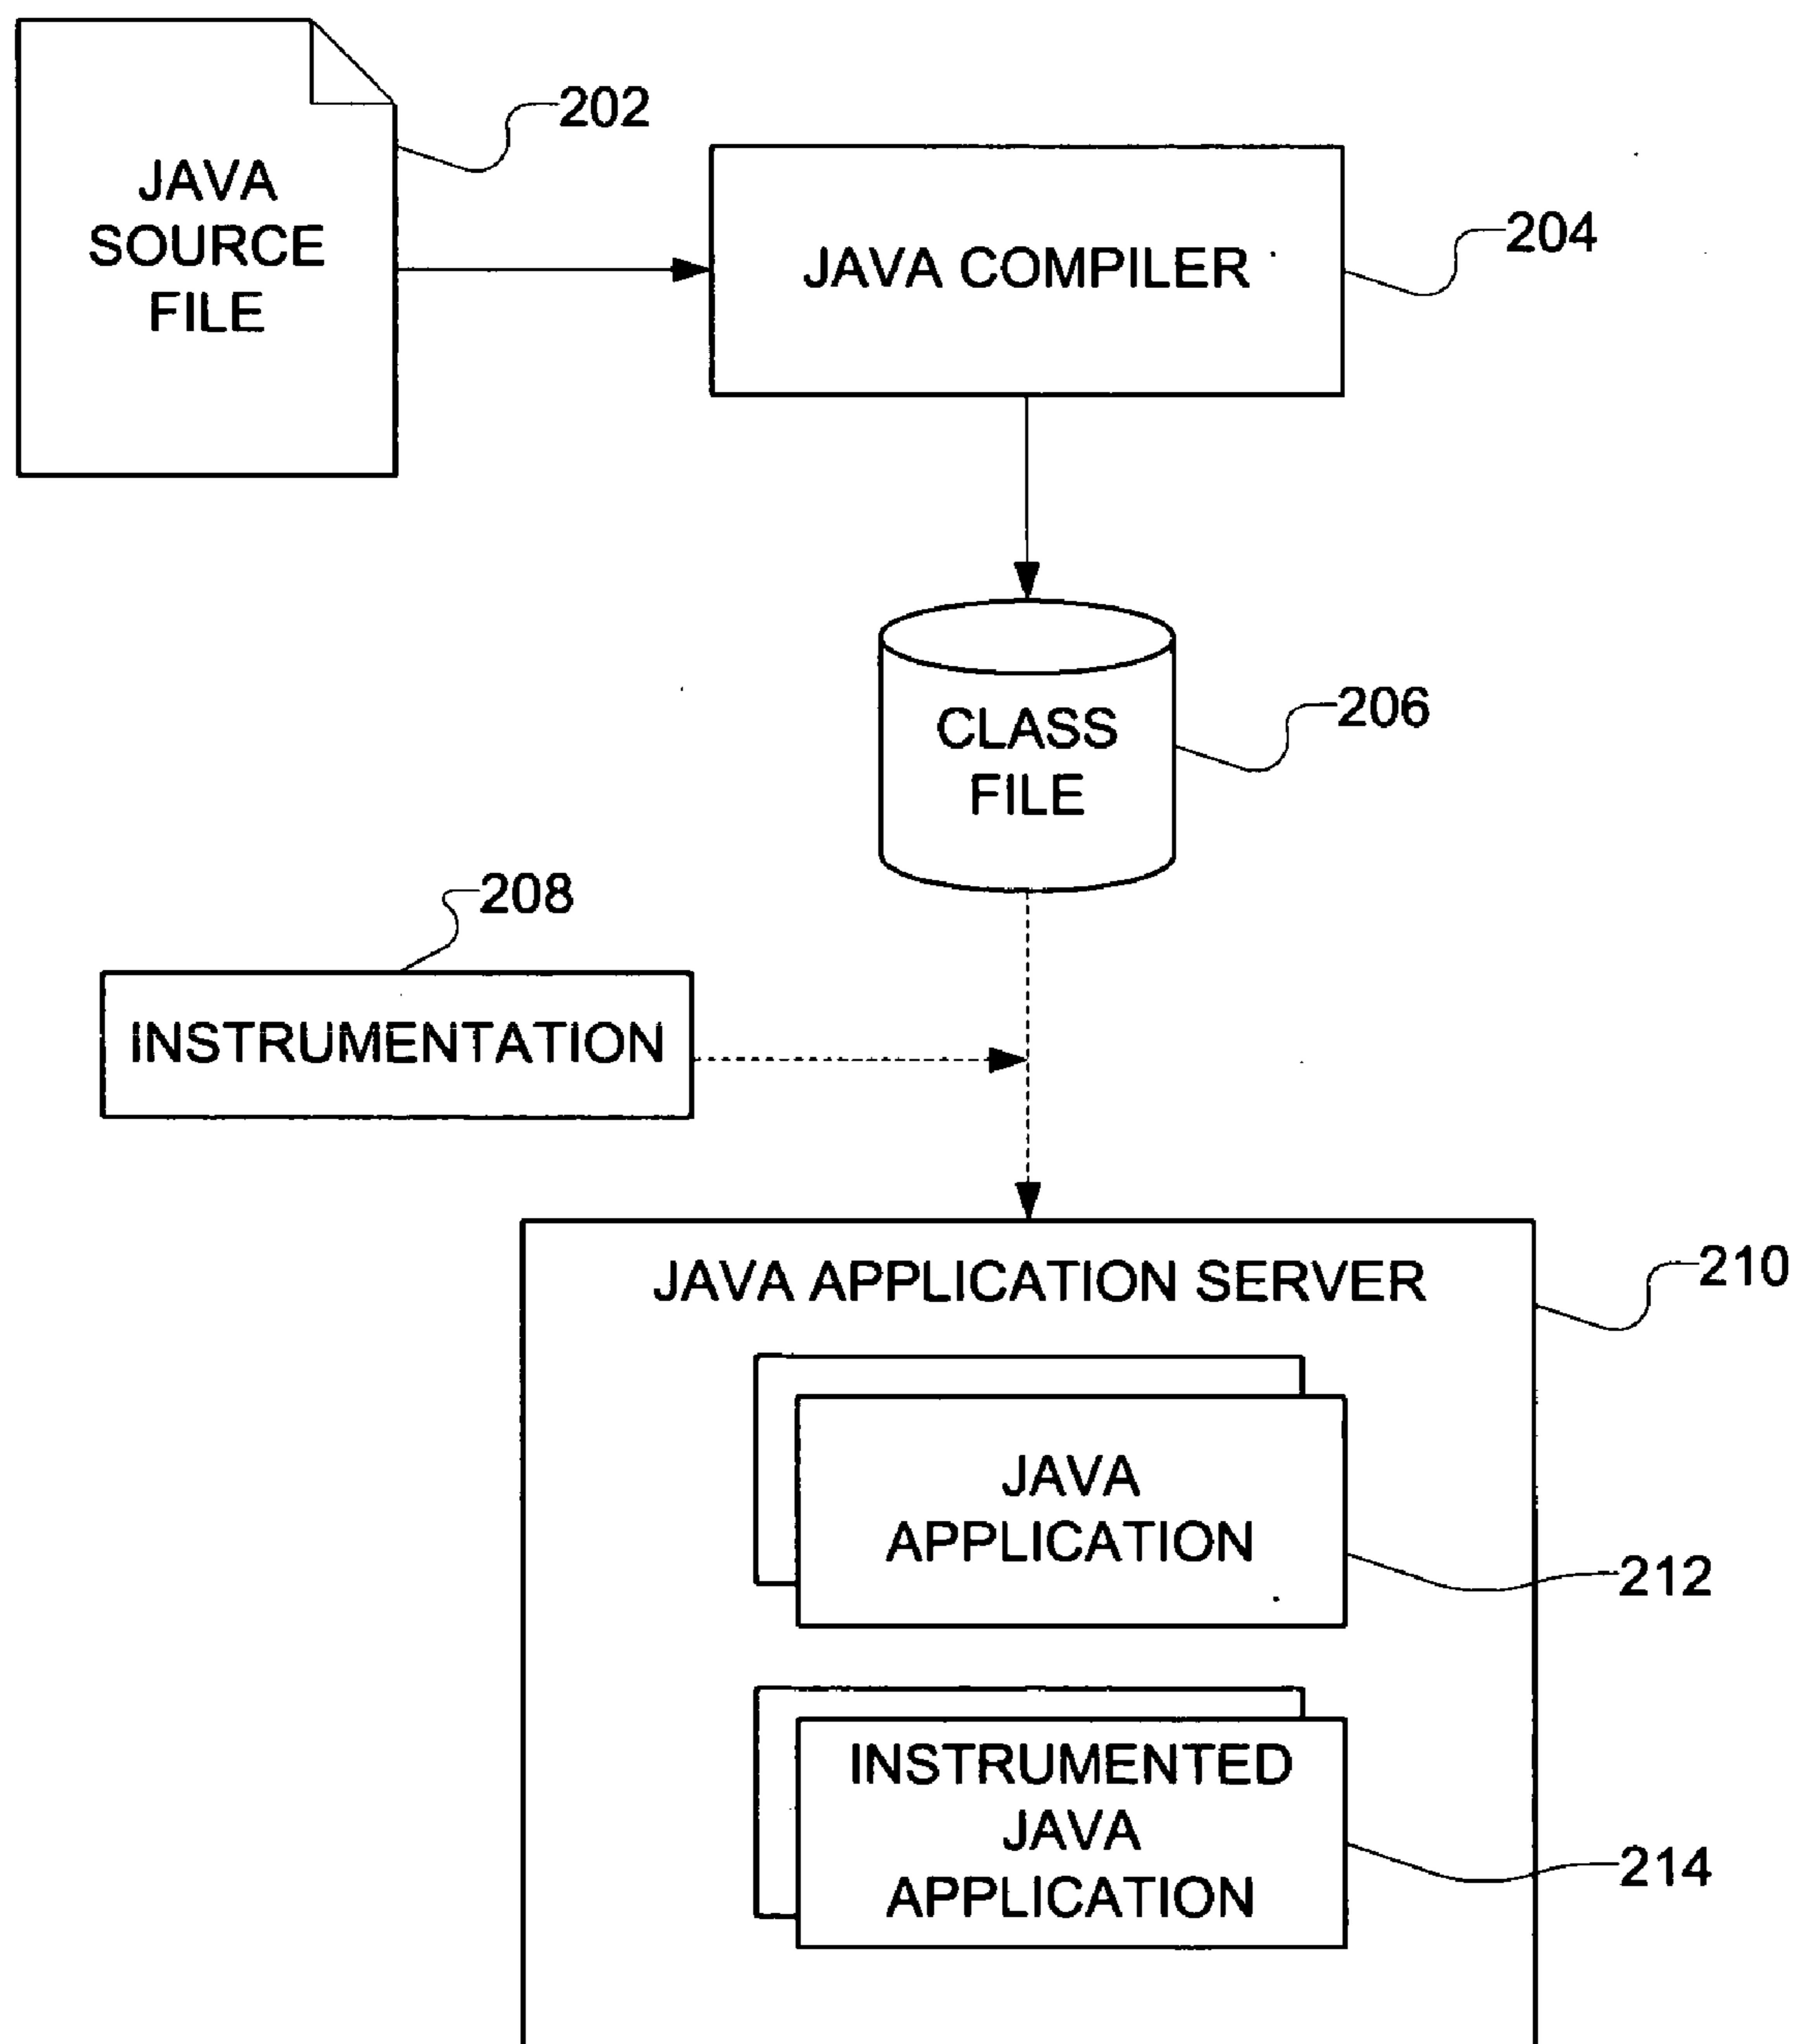 JAVA
SOURCE
FILE
202
JAVA COMPILER
204
CLASS
FILE
206
208
INSTRUMENTATION
JAVA APPLICATION SERVER
210
JAVA
APPLICATION
212
INSTRUMENTED
JAVA
APPLICATION
214